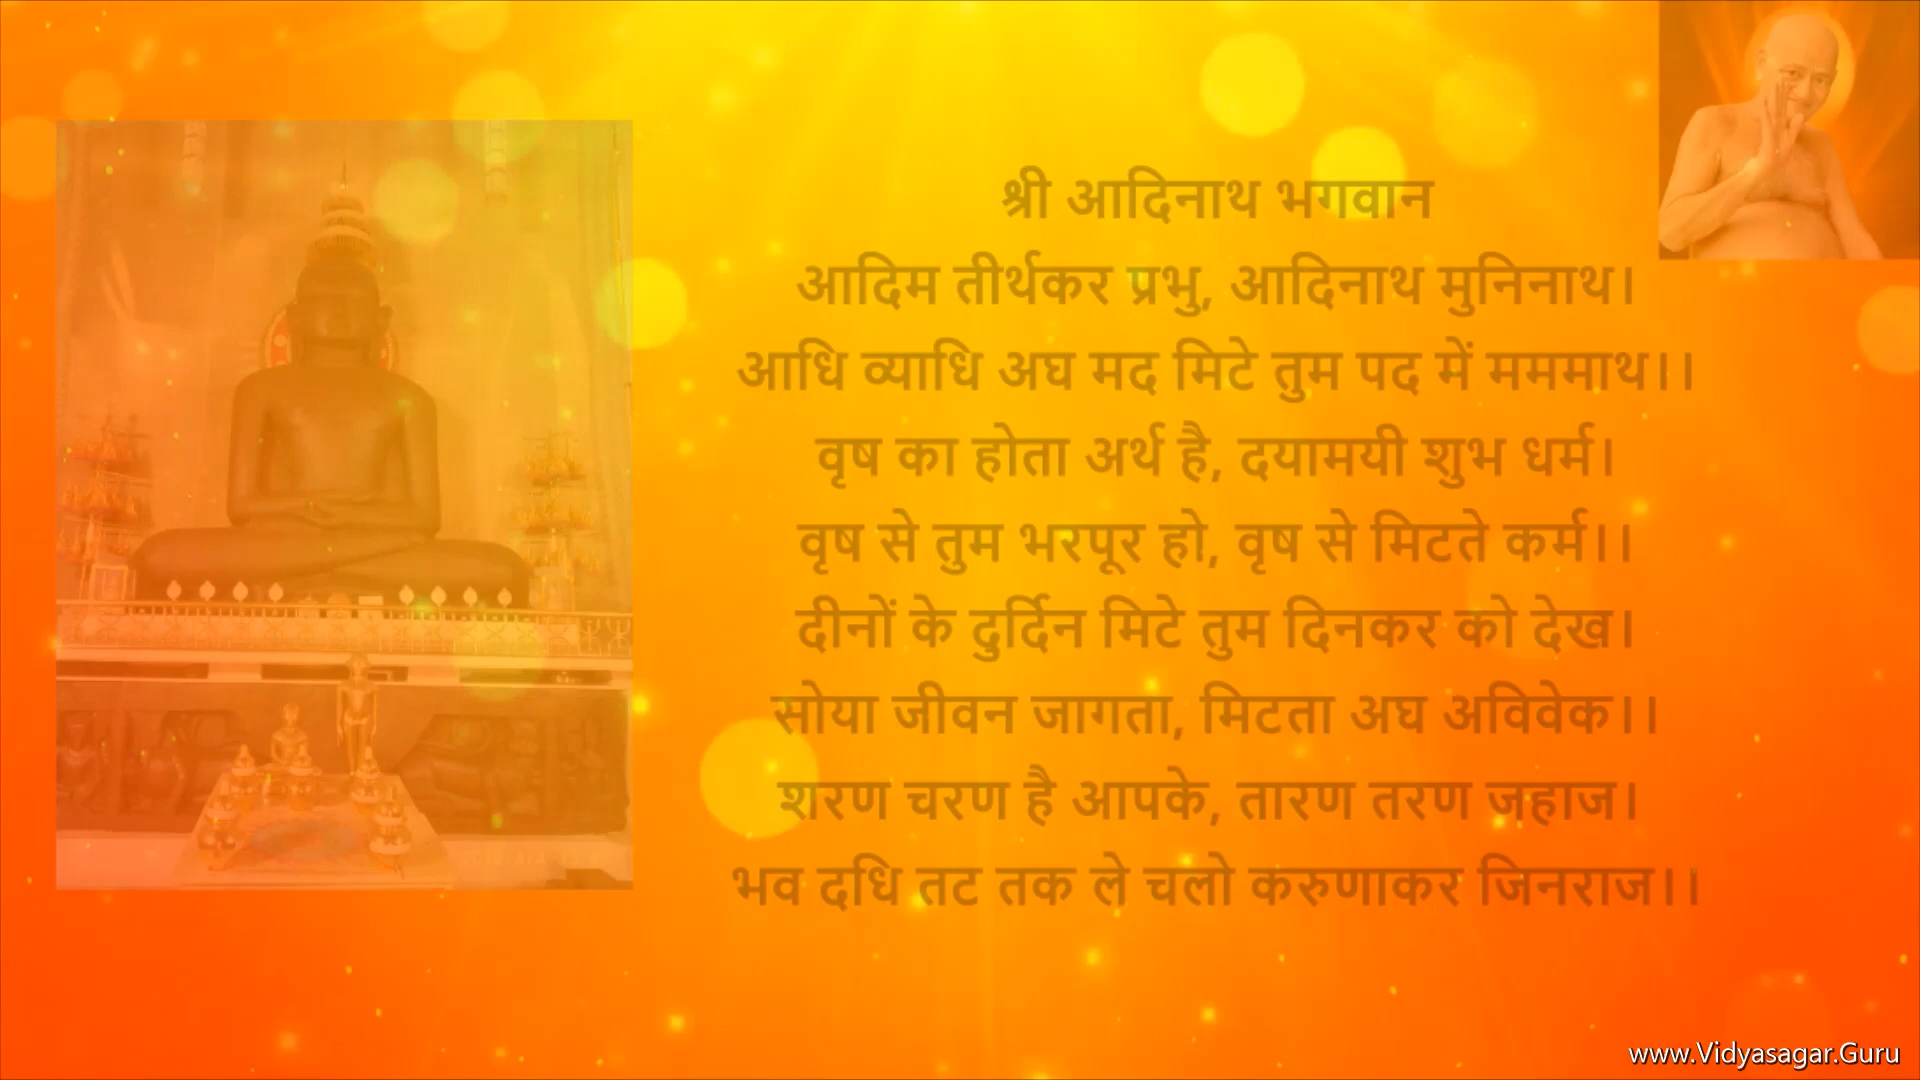 श्री आदिनाथ भगवान
आदिम तीर्थकर प्रभु, आदिनाथ मुनिनाथ।
आधि व्याधि अघ मद मिटे तुम पद में मममाथ।।
वृष का होता अर्थ है, दयामयी शुभ धर्म।
वृष से तुम भरपूर हो, वृष से मिटते कर्म।।
दीनों के दुर्दिन मिटे तुम दिनकर को देख।
सोया जीवन जागता, मिटता अघ अविवेक।।
शरण चरण है आपके, तारण तरण जहाज।
भव दधि तट तक ले चलो करुणाकर जिनराज।।
www.Vidyasagar.Guru